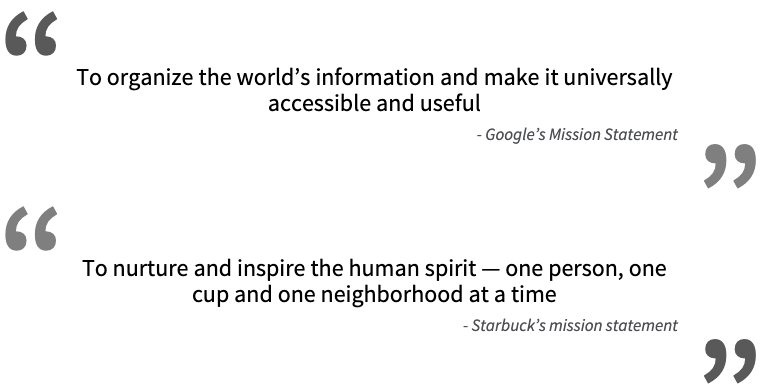 “
To organize the world’s information and make it universally
accessible and useful
- Google’s Mission Statement
”
“
To nurture and inspire the human spirit — one person, one
cup and one neighborhood at a time
- Starbuck’s mission statement
”